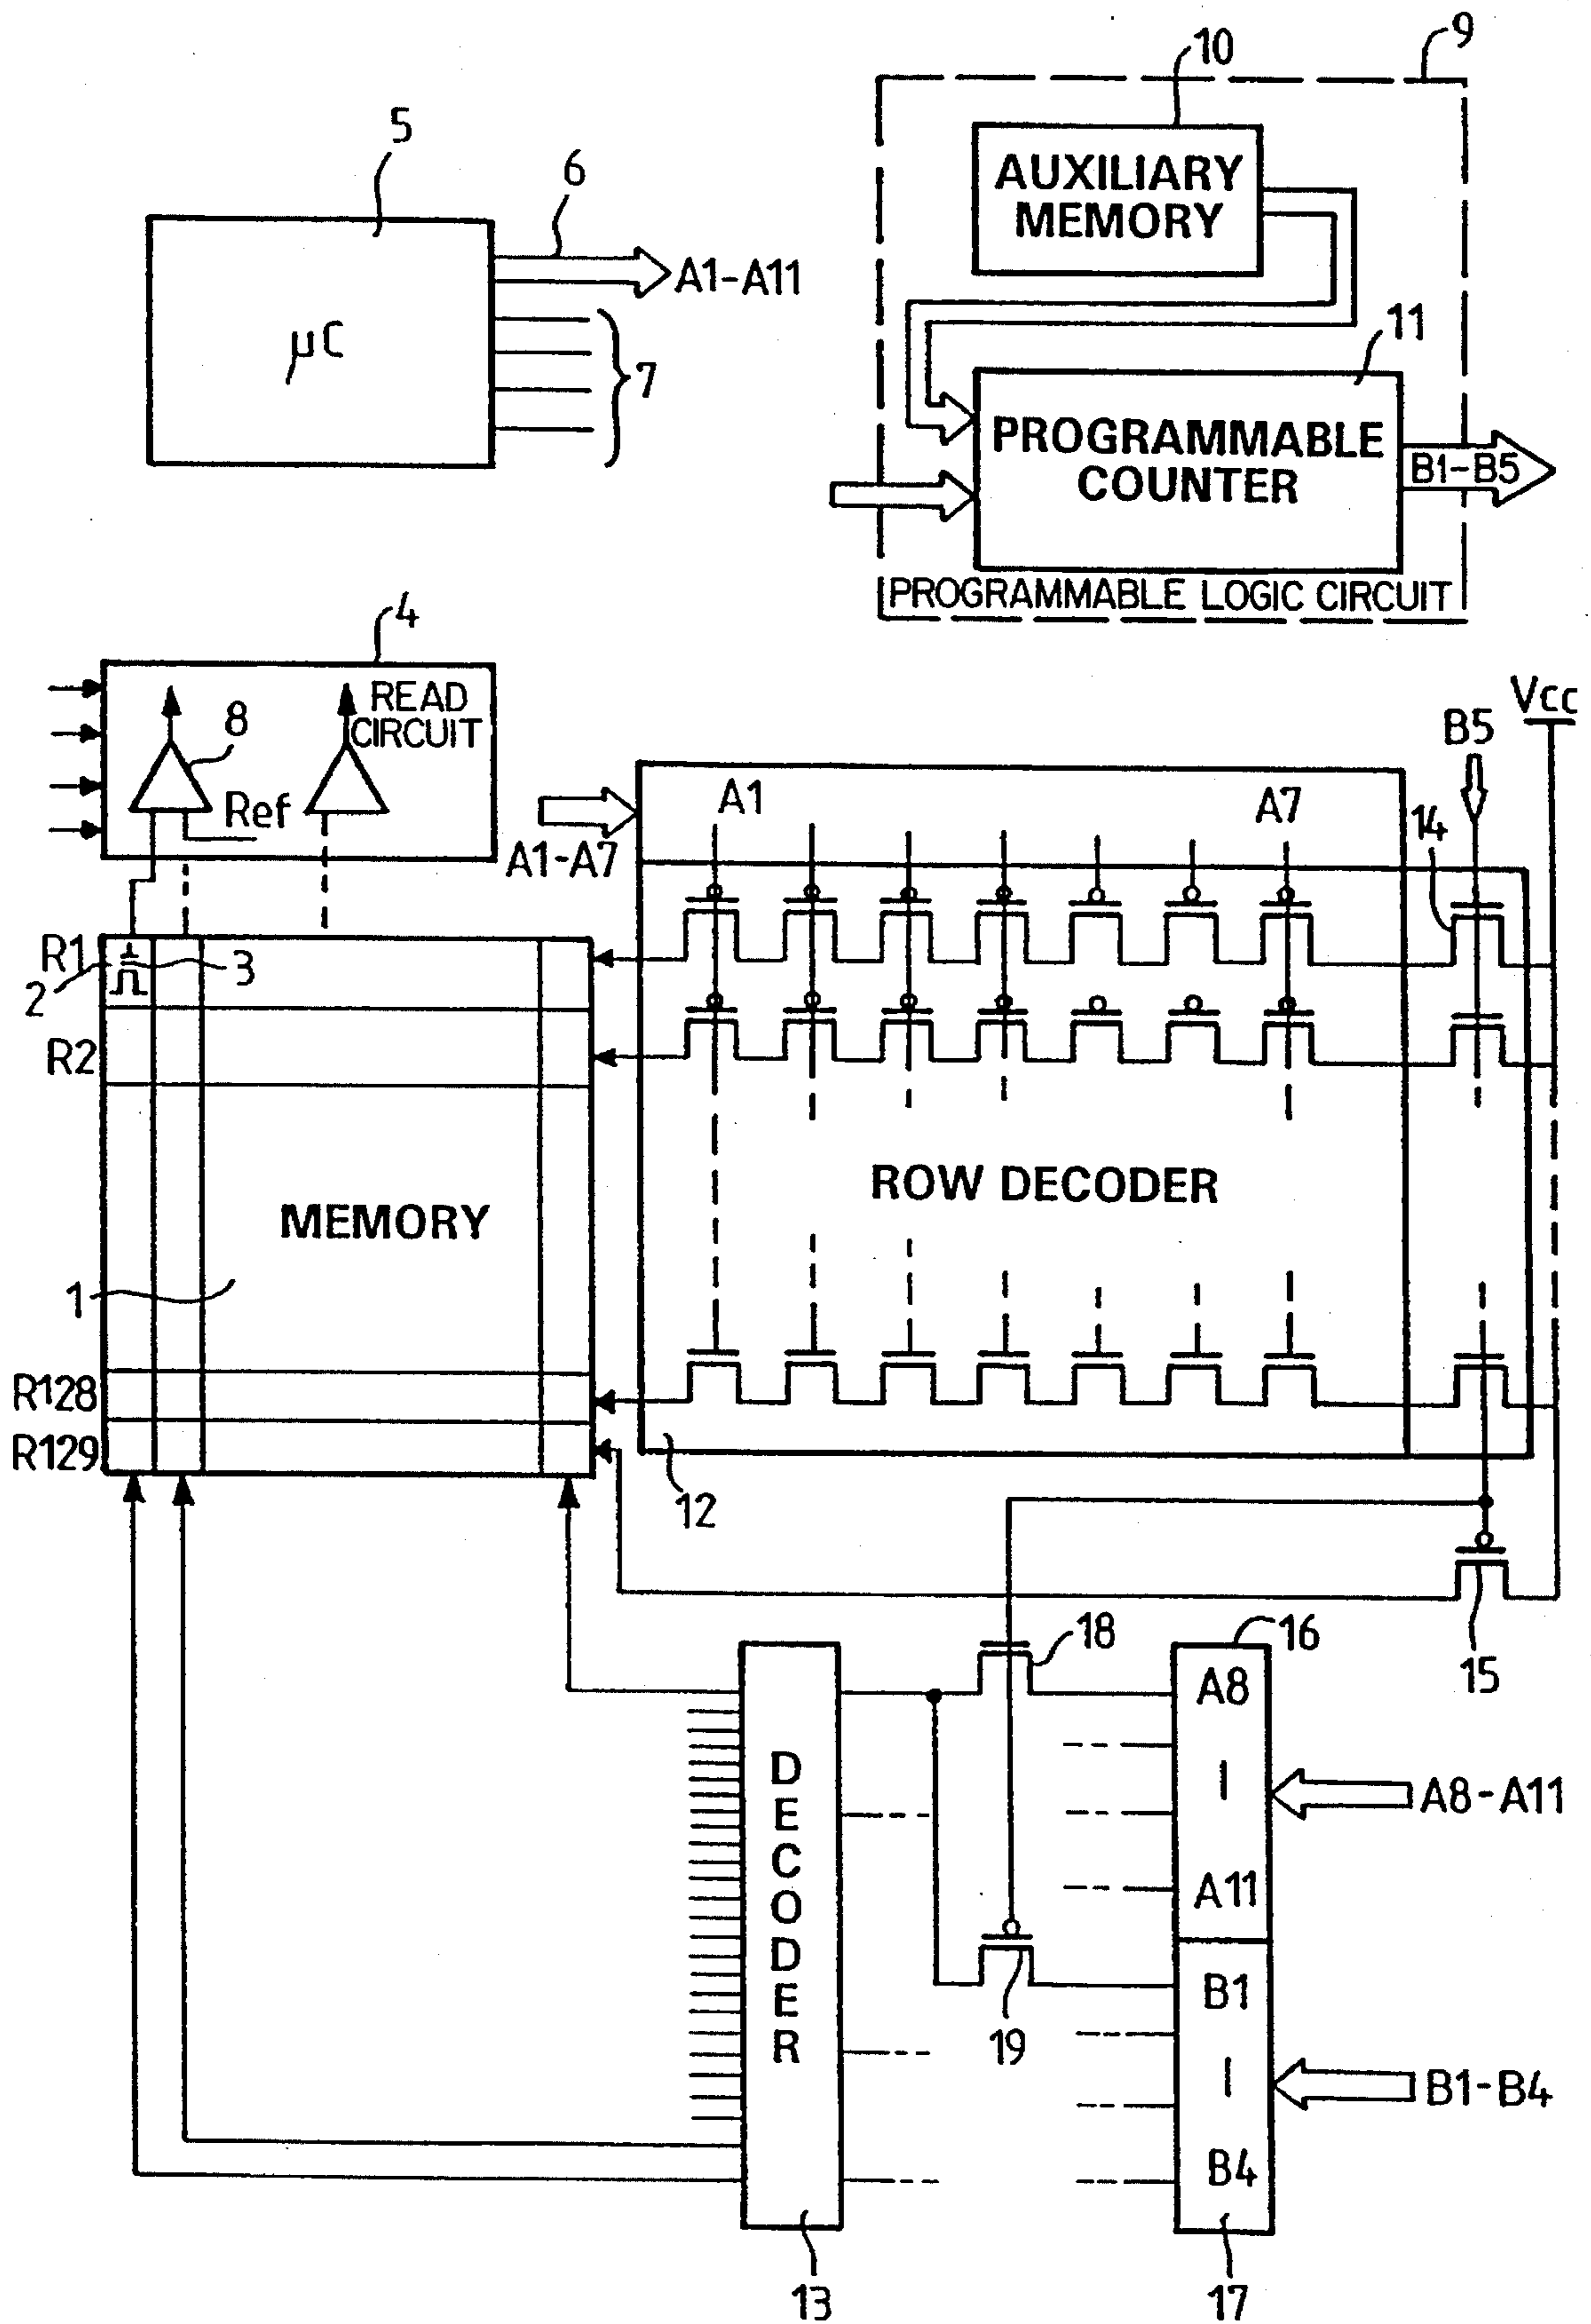 9
10
AUXILIARY
MEMORY
5
6
A1-A11
µC
7
11
PROGRAMMABLE
COUNTER
B1-B5
PROGRAMMABLE LOGIC CIRCUIT
4
READ
CIRCUIT
8
Ref
Vcc
B5
A1
A7
14
A1-A7
R1
2
3
R2
ROW DECODER
MEMORY
1
R128
R129
12
18
16
15
A8
I
A8-A11
A11
DECODER
B1
19
I
B1-B4
B4
13
17